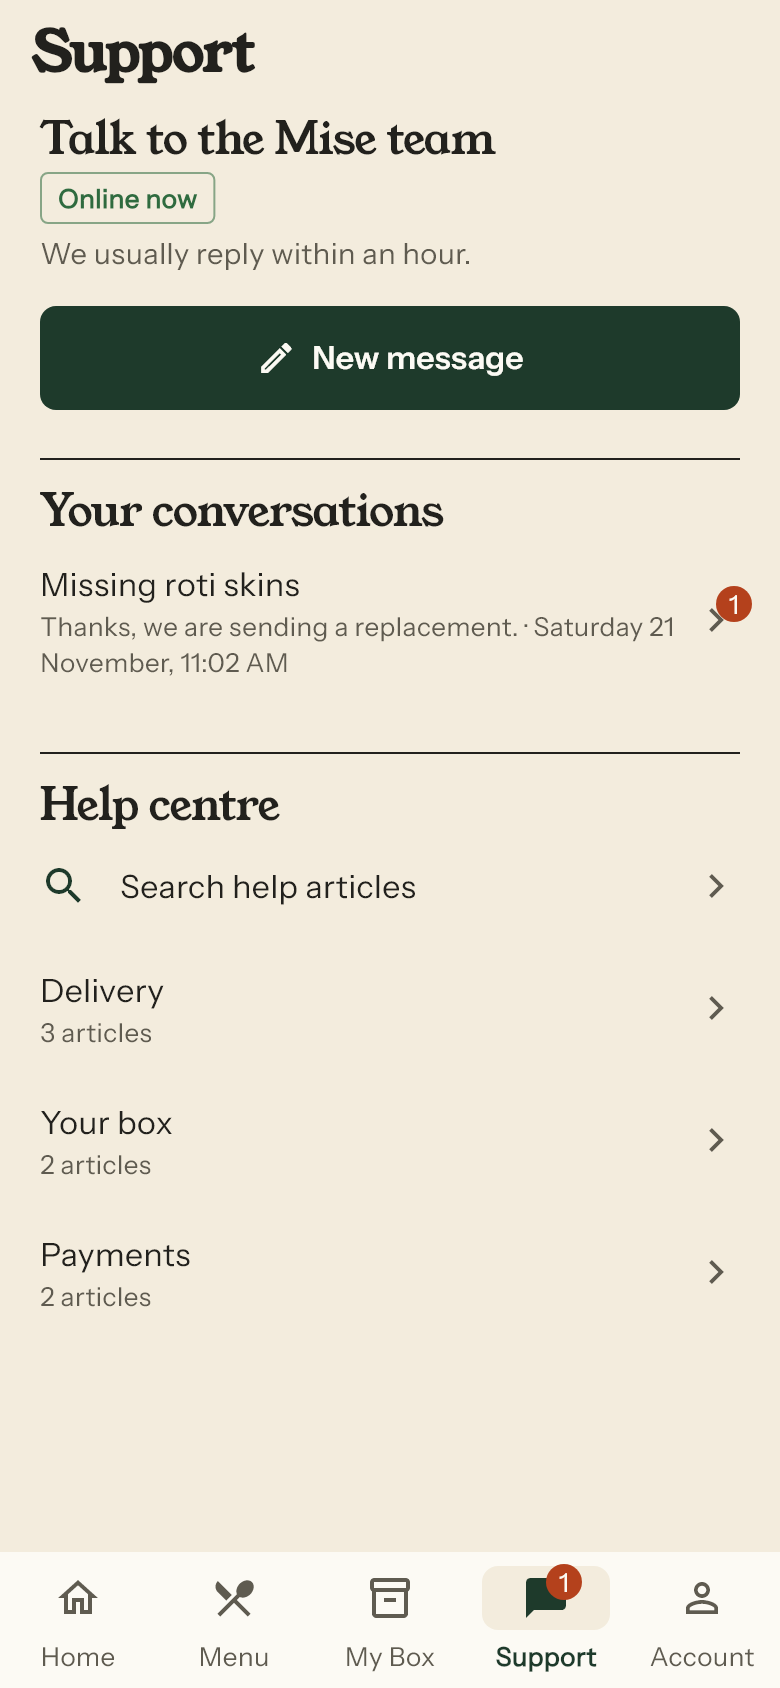 Support
Talk to the Mise team
Online now
We usually reply within an hour.
New message
Your conversations
Missing roti skins
1
Thanks, we are sending a replacement. · Saturday 21
November, 11:02 AM
Help centre
Search help articles
Delivery
3 articles
Your box
2 articles
Payments
2 articles
1
Home
Menu
My Box
Support
Account